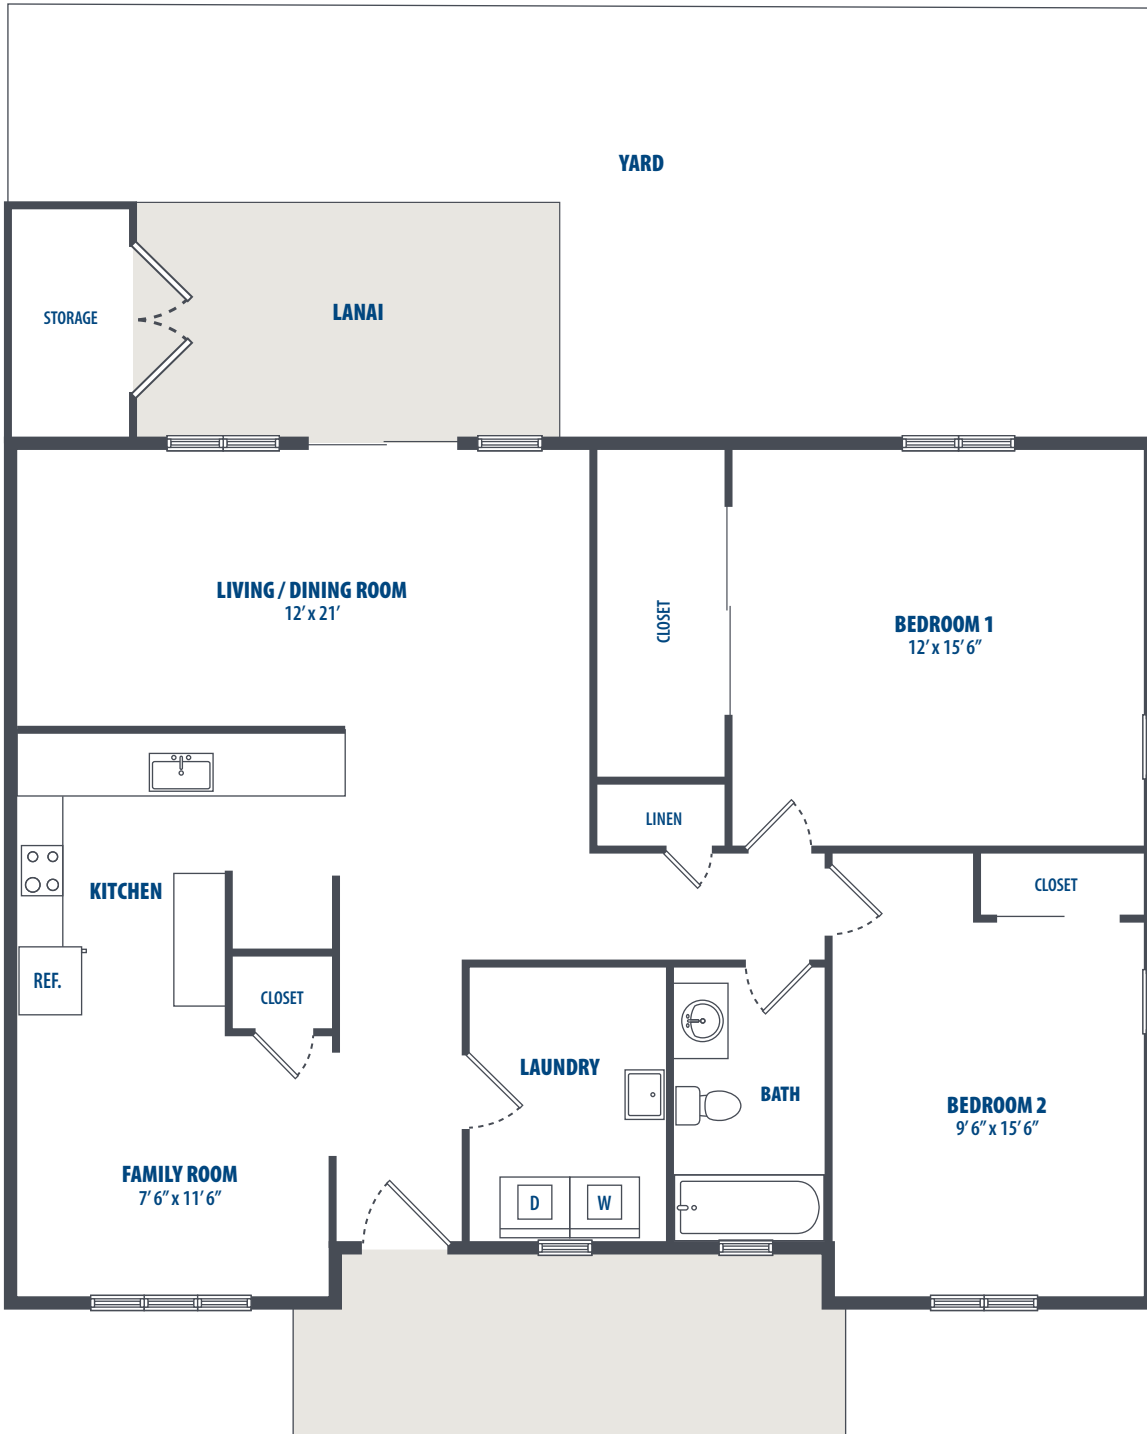 YARD
STORAGE
LANAI
LIVING / DINING ROOM
12’ x 21’
CLOSET
BEDROOM 1
12’ x 15’ 6”
LINEN
KITCHEN
CLOSET
REF.
CLOSET
LAUNDRY
BATH
BEDROOM 2
9’ 6” x 15’ 6”
FAMILY ROOM
7’ 6” x 11’ 6”
D
W